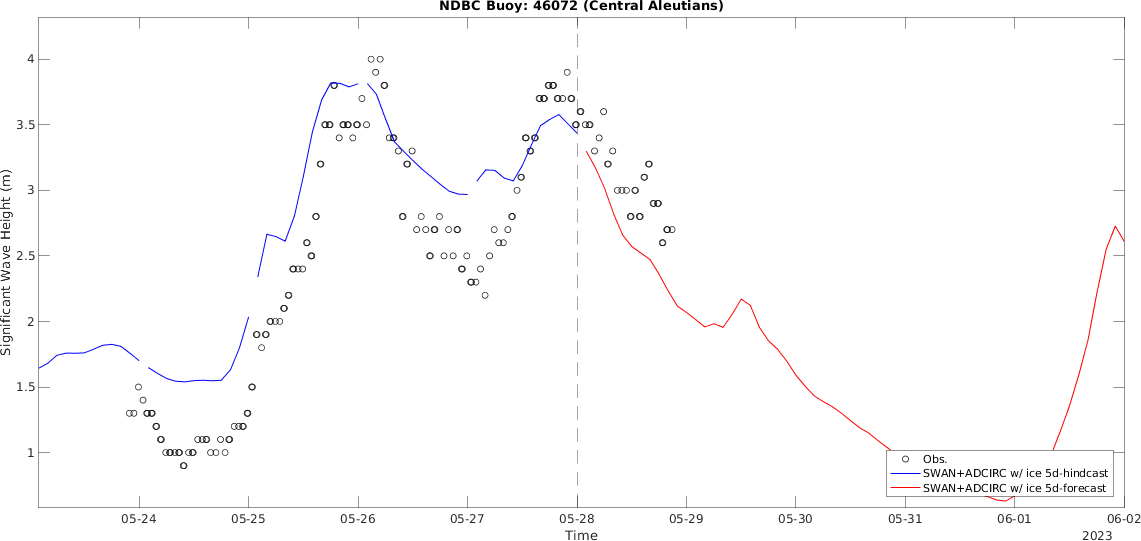 NDBC Buoy: 46072 (Central Aleutians)
4
3.5
3
2.5
2
1.5
1
Significant Wave Height (m)
Obs.
SWAN+ADCIRC w/ ice 5d-hindcast
SWAN+ADCIRC w/ ice 5d-forecast
05-24 05-25 05-26 05-27 05-28 05-29 05-30 05-31 06-01 06-02
Time
2023